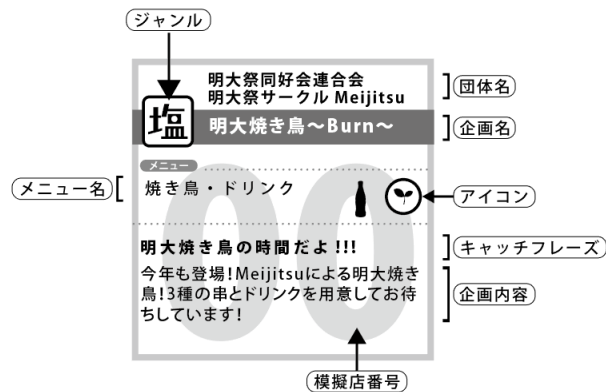 ジャンル
明大祭同好会連合会
明大祭サークル Meijitsu
団体名
塩
明大焼き鳥～Burn～
企画名
メニュー
メニュー名
焼き鳥・ドリンク
アイコン
明大焼き鳥の時間だよ!!!
キャッチフレーズ
今年も登場!Meijitsuによる明大焼き
鳥!3種の串とドリンクを用意してお待
ちしています!
企画内容
00
模擬店番号